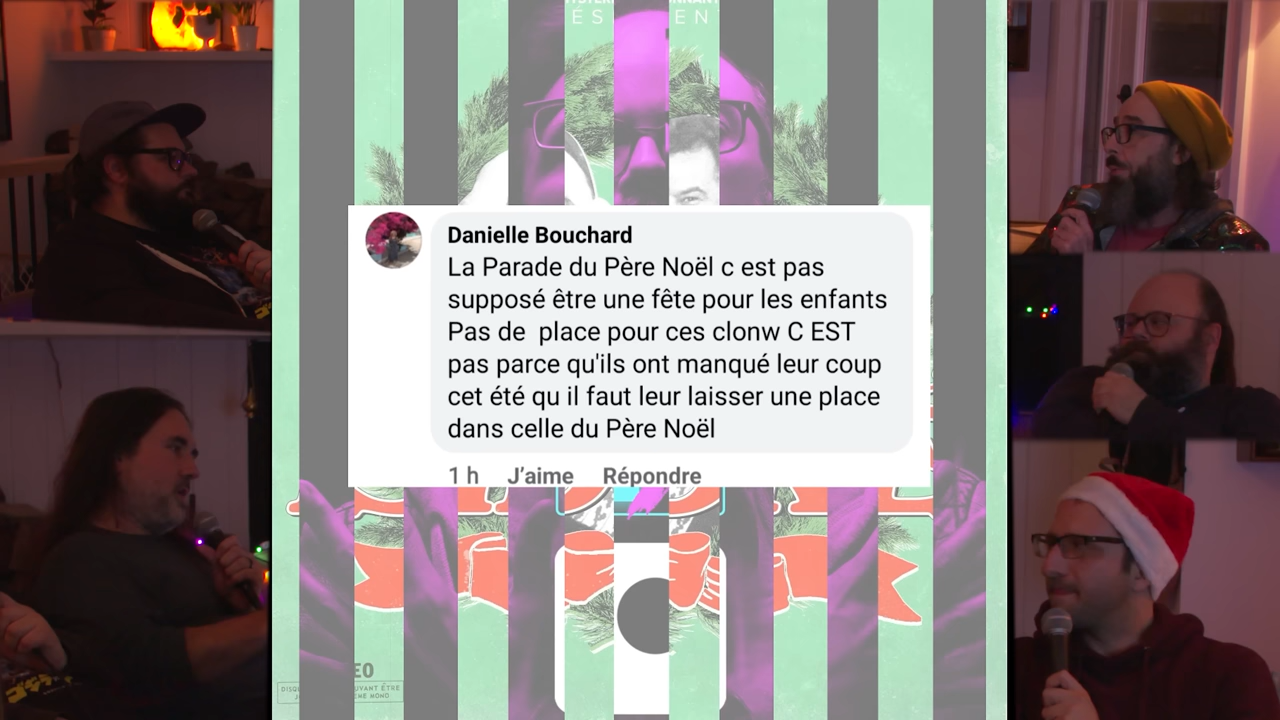 ÉS EN
Danielle Bouchard
La Parade du Père Noël c est pas
supposé être une fête pour les enfants
Pas de  place pour ces clonw C EST
pas parce qu'ils ont manqué leur coup
cet été qu il faut leur laisser une place
dans celle du Père Noël
1 h J'aime Répondre